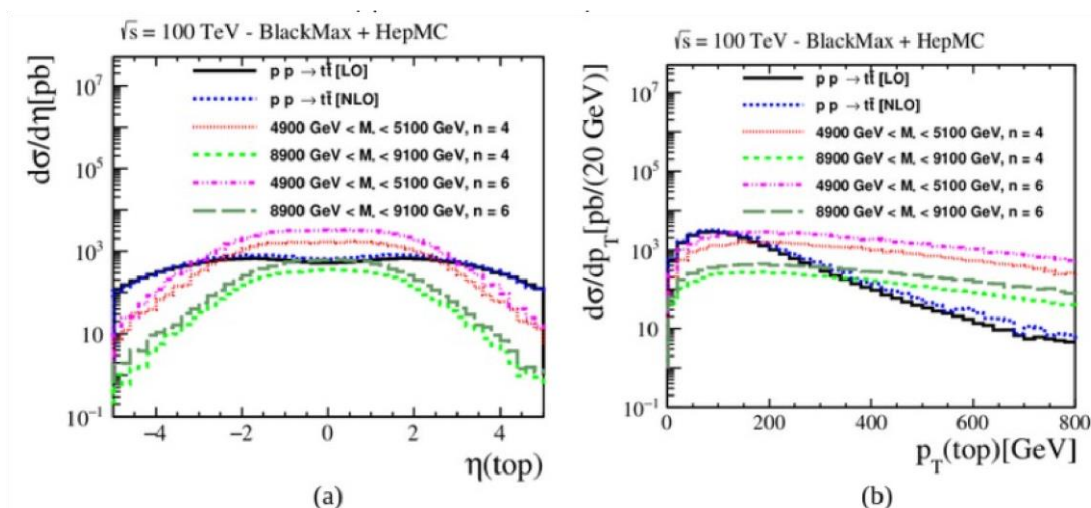 √s = 100 TeV - BlackMax + HepMC
dσ/dη[pb]
p p → tt̄ [LO]
p p → tt̄ [NLO]
4900 GeV < M* < 5100 GeV, n = 4
8900 GeV < M* < 9100 GeV, n = 4
4900 GeV < M* < 5100 GeV, n = 6
8900 GeV < M* < 9100 GeV, n = 6
10⁷
10⁵
10³
10
10⁻¹
−4 −2 0 2 4
η(top)
(a)
√s = 100 TeV - BlackMax + HepMC
dσ/dp_T[pb/(20 GeV)]
p p → tt̄ [LO]
p p → tt̄ [NLO]
4900 GeV < M* < 5100 GeV, n = 4
8900 GeV < M* < 9100 GeV, n = 4
4900 GeV < M* < 5100 GeV, n = 6
8900 GeV < M* < 9100 GeV, n = 6
10⁷
10⁵
10³
10
10⁻¹
0 200 400 600 800
p_T(top)[GeV]
(b)